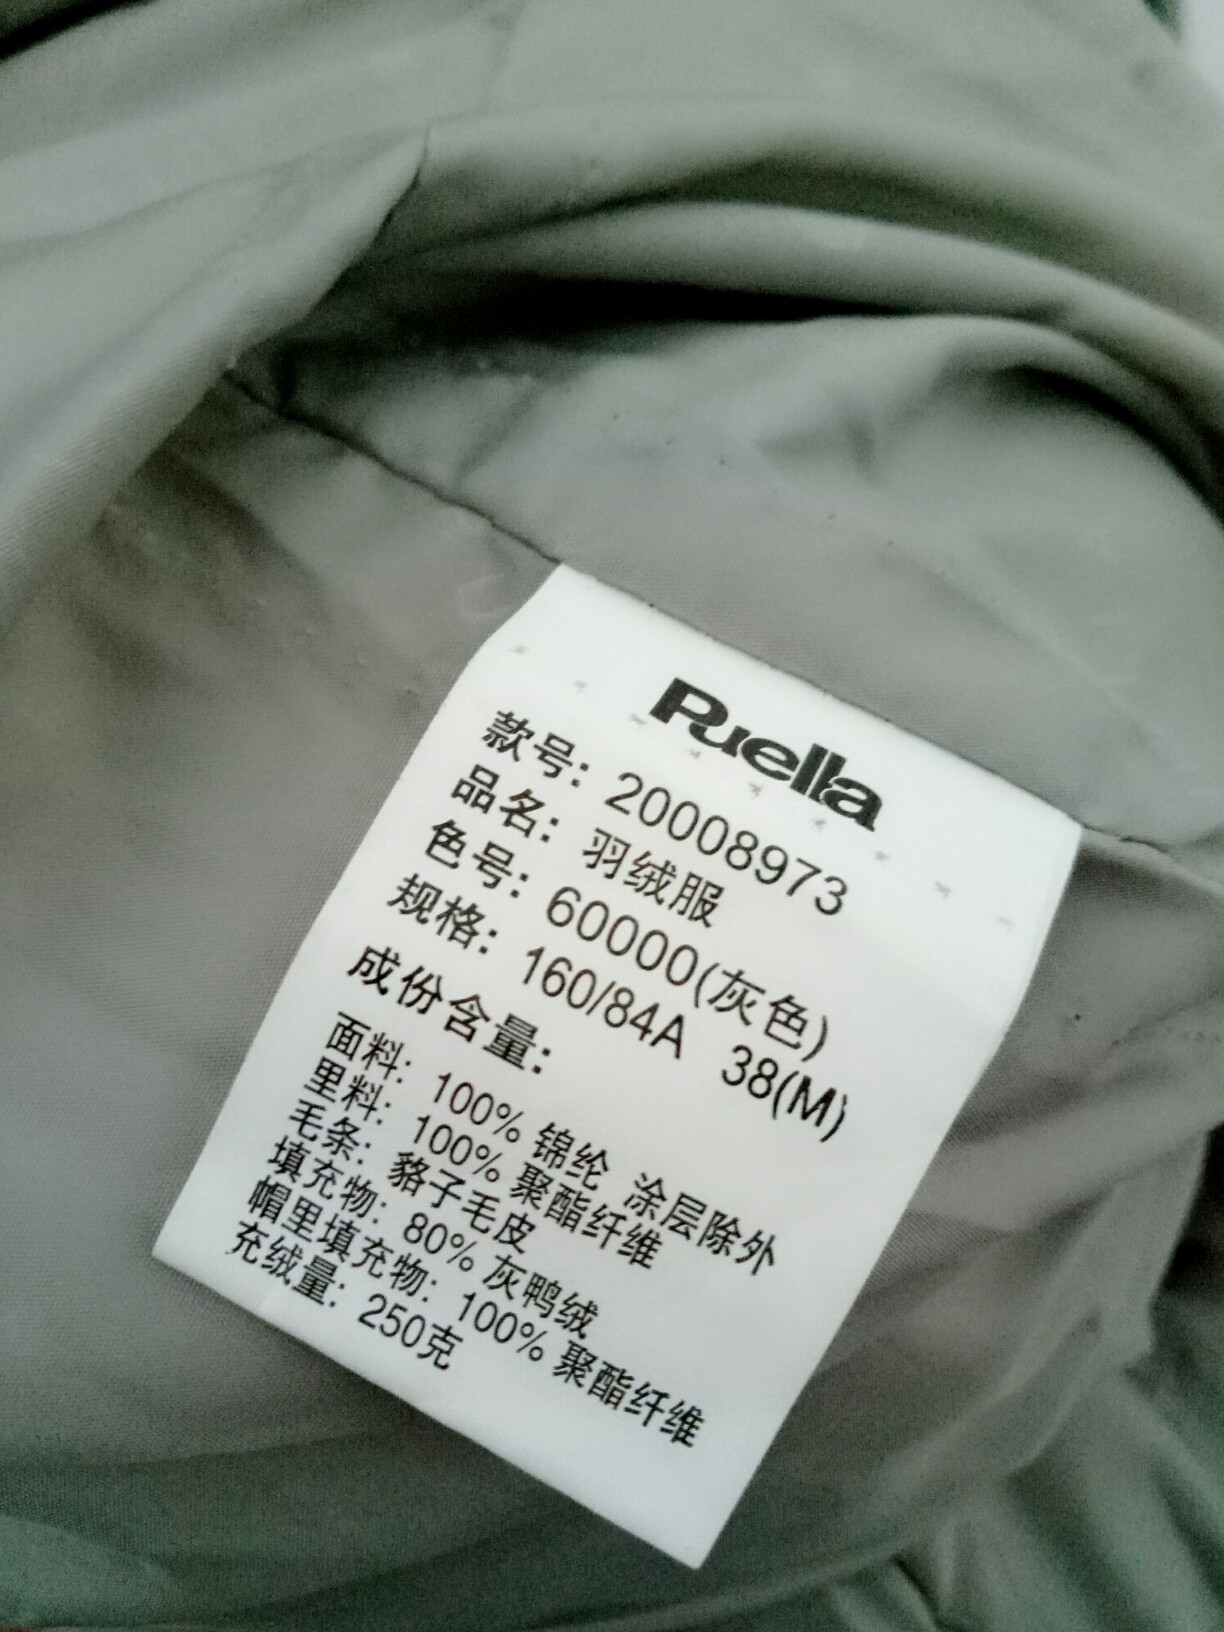 Puella
款号: 20008973
品名: 羽绒服
色号: 60000(灰色)
规格: 160/84A 38(M)
成份含量:
面料: 100% 锦纶 涂层除外
里料: 100% 聚酯纤维
毛条: 貉子毛皮
填充物: 80% 灰鸭绒
帽里填充物: 100% 聚酯纤维
充绒量: 250克